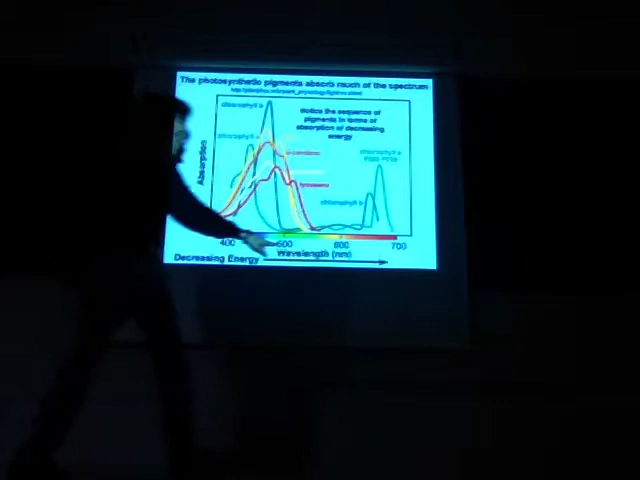 The photosynthetic pigments absorb much of the spectrum
chlorophyll b
Notice the sequence of
pigments in terms of
absorption of decreasing
energy
chlorophyll a
chlorophyll a
P680 P700
chlorophyll b
Absorption
400 500 600 700
Wavelength (nm)
Decreasing Energy